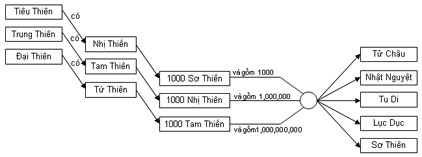 Tiêu Thiên
có
Trung Thiên
có
Đại Thiên
có
Nhị Thiên
Tam Thiên
Tứ Thiên
1000 Sơ Thiên
1000 Nhị Thiên
1000 Tam Thiên
và gồm 1000
và gồm 1,000,000
và gồm1,000,000,000
Tứ Châu
Nhật Nguyệt
Tu Di
Lục Dục
Sơ Thiên